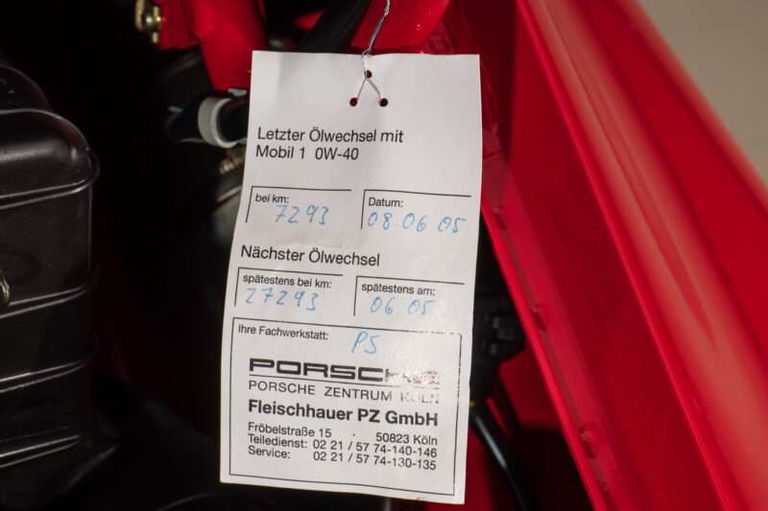 Letzter Ölwechsel mit
Mobil 1 0W-40
bei km: Datum:
7293 08 06 05
Nächster Ölwechsel
spätestens bei km: spätestens am:
27293 06 05
Ihre Fachwerkstatt: PS
PORSCHE
PORSCHE ZENTRUM KÖLN
Fleischhauer PZ GmbH
Fröbelstraße 15 · 50823 Köln
Teiledienst: 02 21 / 57 74-140-146
Service: 02 21 / 57 74-130-135